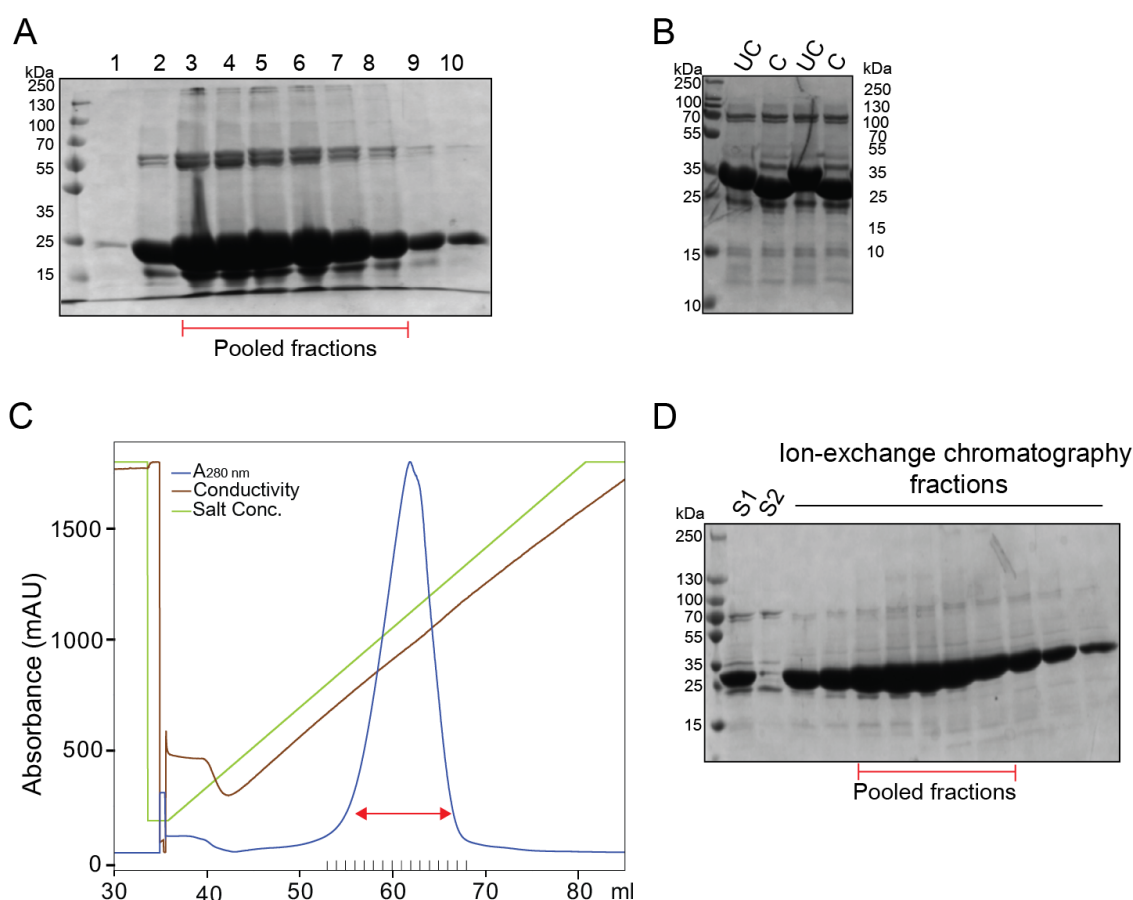 A
1 2 3 4 5 6 7 8 9 10
kDa
250
130
100
70
55
35
25
15
Pooled fractions
B
UC C UC C
kDa
250
100
70
55
35
25
15
10
kDa
250
130
100
70
55
35
25
15
10
C
A280 nm
Conductivity
Salt Conc.
Absorbance (mAU)
1500
1000
500
0
30 40 50 60 70 80 ml
D
Ion-exchange chromatography
fractions
S1 S2
kDa
250
130
100
70
55
35
25
15
Pooled fractions